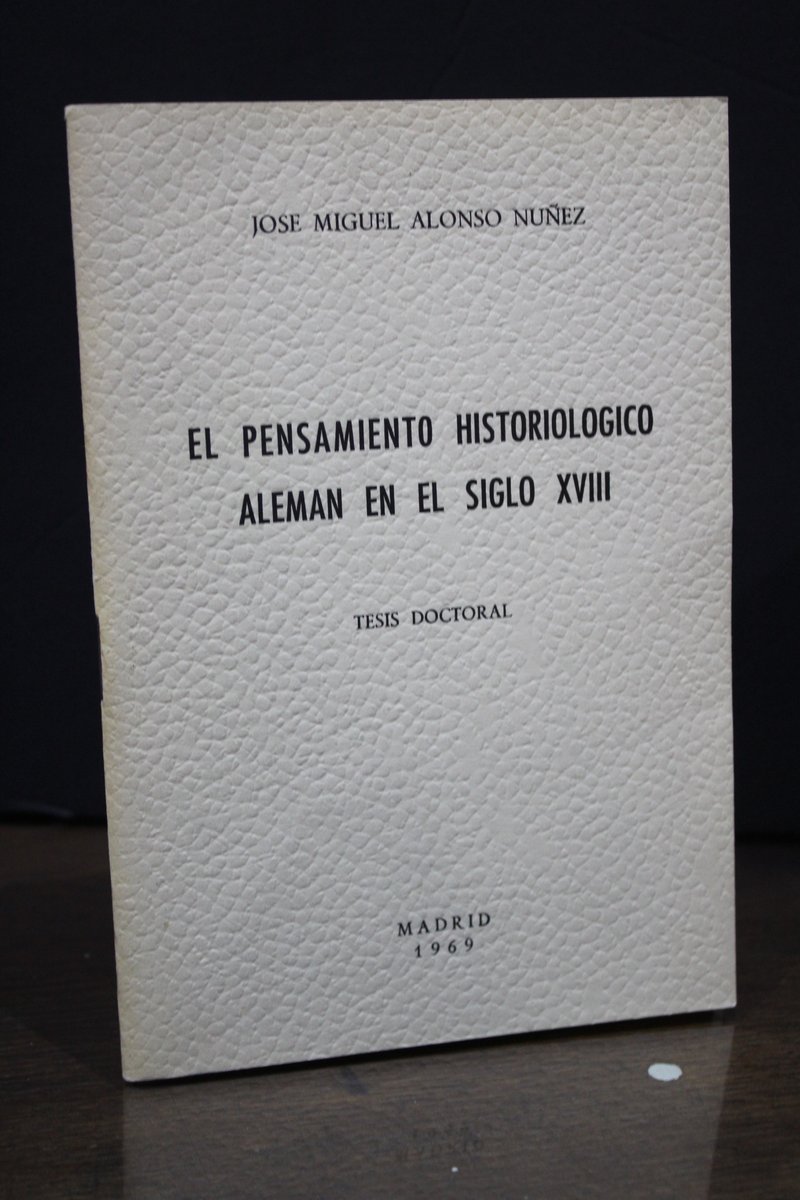 JOSE MIGUEL ALONSO NUÑEZ
EL PENSAMIENTO HISTORIOLOGICO
ALEMAN EN EL SIGLO XVIII
TESIS DOCTORAL
MADRID
1969